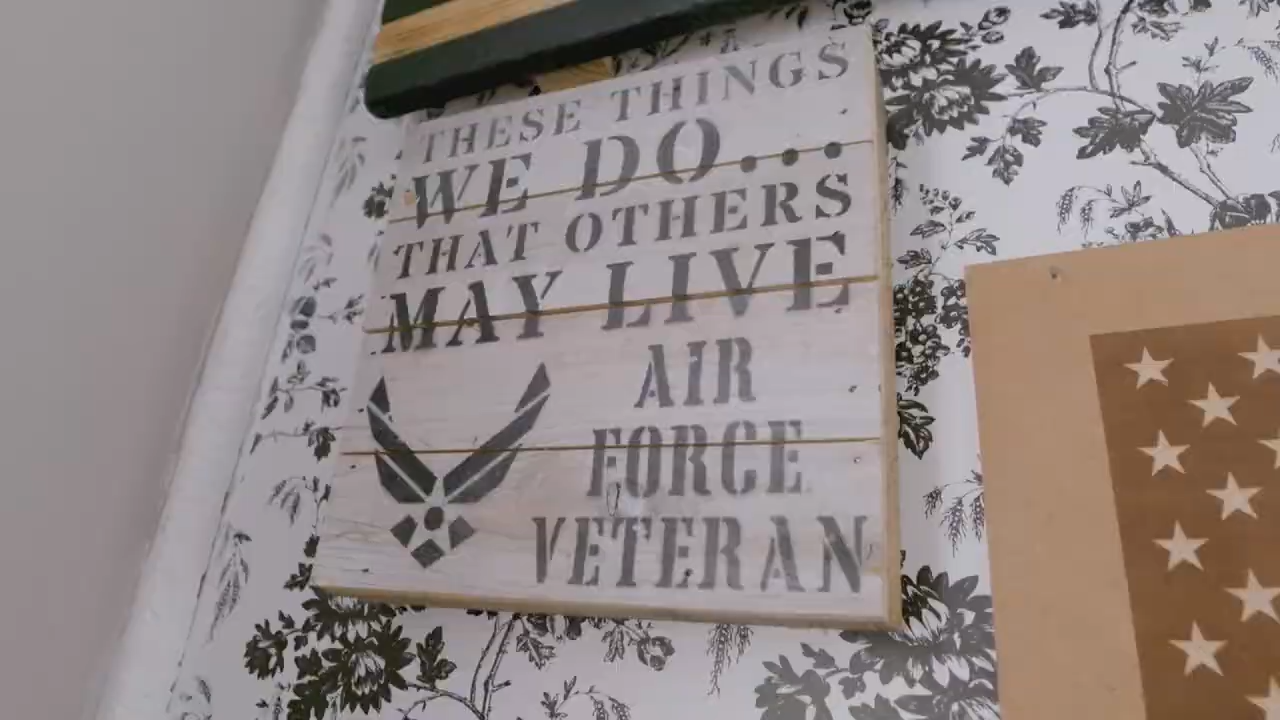 THESE THINGS
WE DO...
THAT OTHERS
MAY LIVE
AIR
FORCE
VETERAN